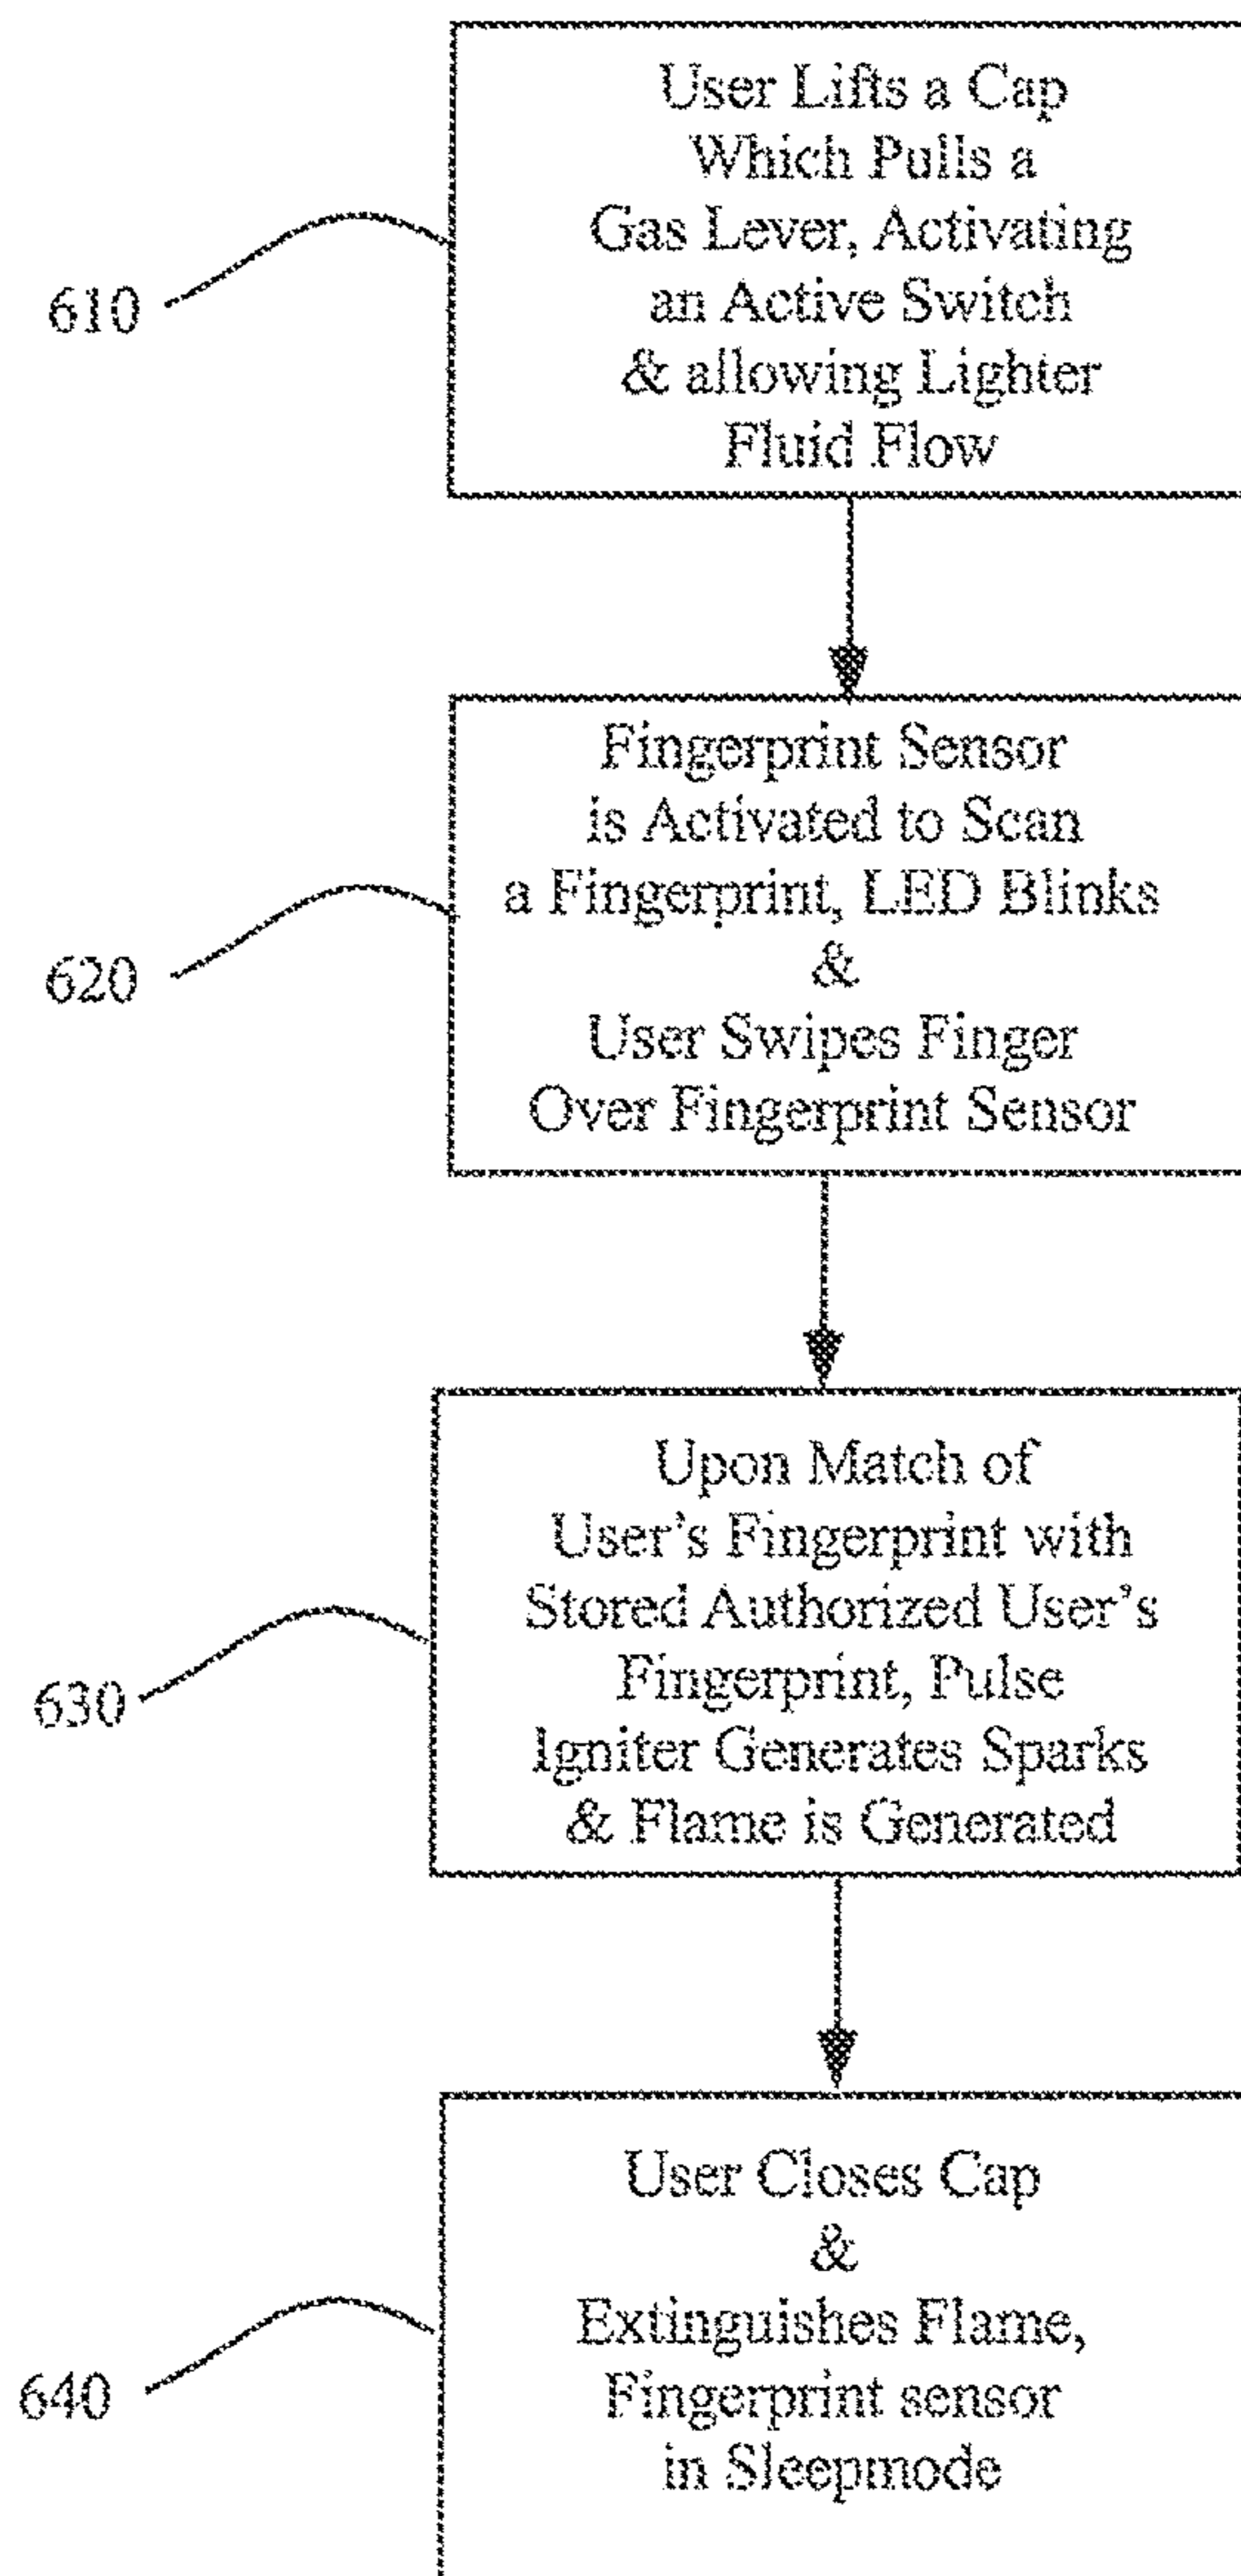 User Lifts a Cap
Which Pulls a
Gas Lever, Activating
an Active Switch
& allowing Lighter
Fluid Flow
610
Fingerprint Sensor
is Activated to Scan
a Fingerprint, LED Blinks
&
User Swipes Finger
Over Fingerprint Sensor
620
Upon Match of
User's Fingerprint with
Stored Authorized User's
Fingerprint, Pulse
Igniter Generates Sparks
& Flame is Generated
630
User Closes Cap
&
Extinguishes Flame,
Fingerprint sensor
in Sleepmode
640